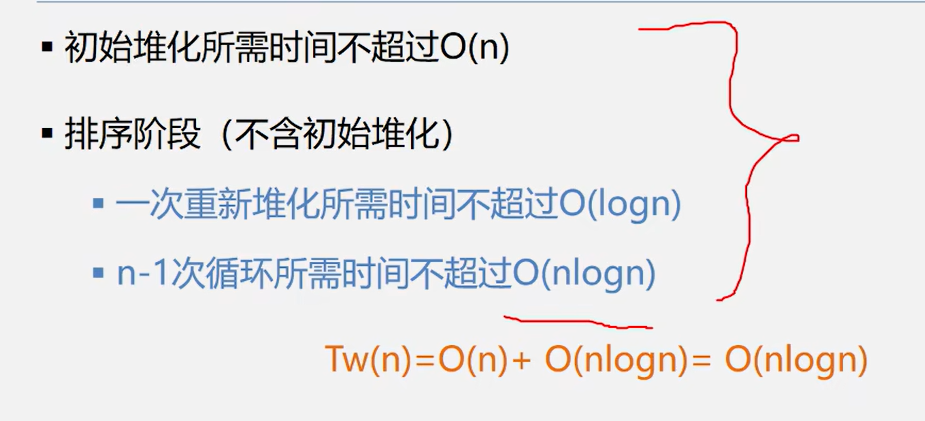 ▪ 初始堆化所需时间不超过O(n)
▪ 排序阶段（不含初始堆化）
▪ 一次重新堆化所需时间不超过O(logn)
▪ n-1次循环所需时间不超过O(nlogn)
Tw(n)=O(n)+ O(nlogn)= O(nlogn)